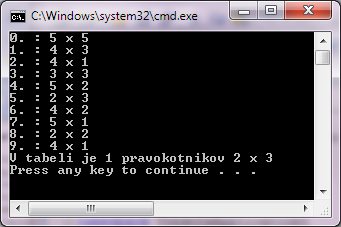 C:\Windows\system32\cmd.exe
0. : 5 x 5
1. : 4 x 3
2. : 4 x 1
3. : 3 x 3
4. : 5 x 2
5. : 2 x 3
6. : 4 x 2
7. : 5 x 1
8. : 2 x 2
9. : 4 x 1
V tabeli je 1 pravokotnikov 2 x 3
Press any key to continue . . .